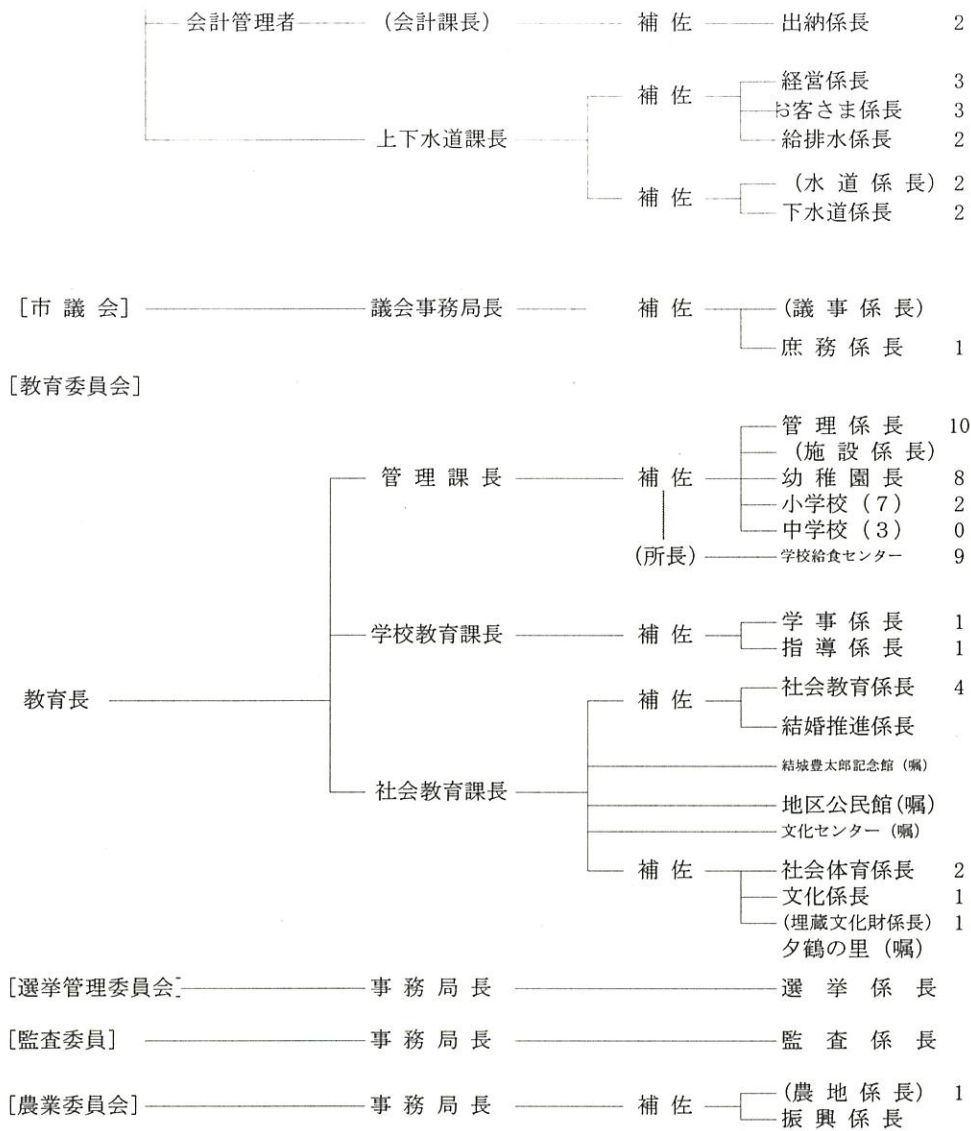 会計管理者 (会計課長) 補佐 出納係長 2
経営係長 3
補佐 お客さま係長 3
上下水道課長 給排水係長 2
(水道係長) 2
補佐 下水道係長 2
[市議会] 議会事務局長 補佐 (議事係長)
庶務係長 1
[教育委員会]
管理係長 10
(施設係長)
管理課長 補佐 幼稚園長 8
小学校(7) 2
中学校(3) 0
(所長) 学校給食センター 9
学事係長 1
学校教育課長 補佐 指導係長 1
社会教育係長 4
教育長 補佐
結婚推進係長
結城豊太郎記念館(嘱)
社会教育課長
地区公民館(嘱)
文化センター(嘱)
補佐 社会体育係長 2
文化係長 1
(埋蔵文化財係長) 1
夕鶴の里(嘱)
[選挙管理委員会] 事務局長 選挙係長
[監査委員] 事務局長 監査係長
(農地係長) 1
[農業委員会] 事務局長 補佐 振興係長